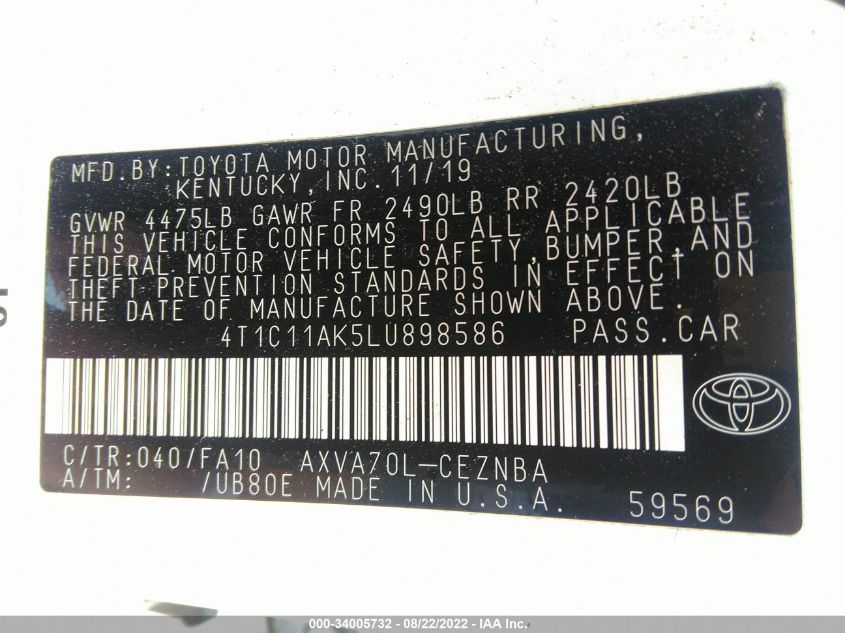 MFD.BY:TOYOTA MOTOR MANUFACTURING,
KENTUCKY,INC.11/19
GVWR 4475LB GAWR FR 2490LB RR 2420LB
THIS VEHICLE CONFORMS TO ALL APPLICABLE
FEDERAL MOTOR VEHICLE SAFETY,BUMPER,AND
THEFT PREVENTION STANDARDS IN EFFECT ON
THE DATE OF MANUFACTURE SHOWN ABOVE.
4T1C11AK5LU898586 PASS.CAR
C/TR:040/FA10 AXVA70L-CEZNBA
A/TM: /UB80E MADE IN U.S.A. 59569
000-34005732 - 08/22/2022 - IAA Inc.